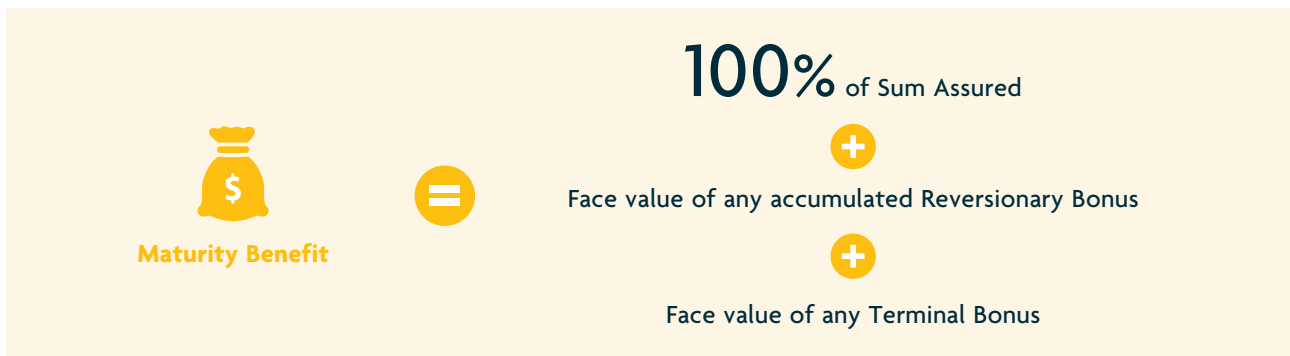 100% of Sum Assured
+
Face value of any accumulated Reversionary Bonus
$
Maturity Benefit
=
+
Face value of any Terminal Bonus